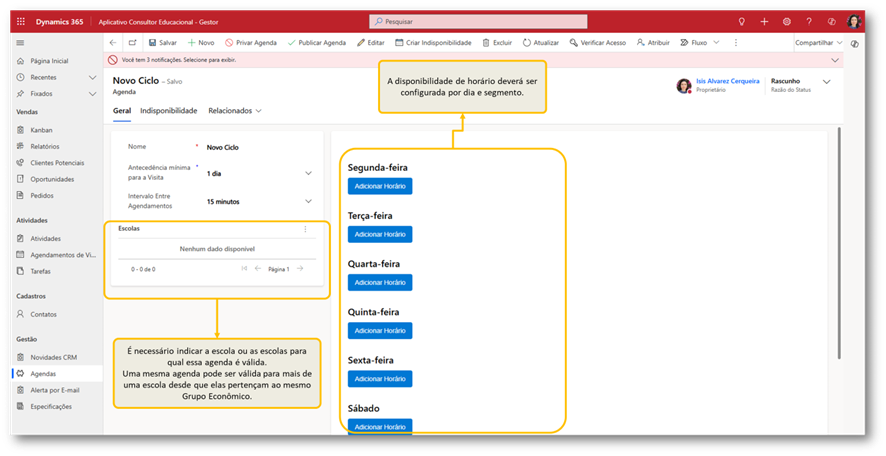 Dynamics 365
Aplicativo Consultor Educacional - Gestor
Pesquisar
Salvar
Novo
Privar Agenda
Publicar Agenda
Editar
Criar Indisponibilidade
Excluir
Atualizar
Verificar Acesso
Atribuir
Fluxo
Compartilhar
Você tem 3 notificações. Selecione para exibir.
Página Inicial
Recentes
Fixados
Vendas
Kanban
Relatórios
Clientes Potenciais
Oportunidades
Pedidos
Atividades
Atividades
Agendamentos de Vi...
Tarefas
Cadastros
Contatos
Gestão
Novidades CRM
Agendas
Alerta por E-mail
Especificações
Novo Ciclo - Salvo
Agenda
Isis Alvarez Cerqueira
Proprietário
Rascunho
Razão do Status
Geral
Indisponibilidade
Relacionados
A disponibilidade de horário deverá ser
configurada por dia e segmento.
Nome * Novo Ciclo
Antecedência mínima *
para a Visita
1 dia
Intervalo Entre
Agendamentos
15 minutos
Escolas
Nenhum dado disponível
0 - 0 de 0
Página 1
É necessário indicar a escola ou as escolas para
qual essa agenda é válida.
Uma mesma agenda pode ser válida para mais de
uma escola desde que elas pertençam ao mesmo
Grupo Econômico.
Segunda-feira
Adicionar Horário
Terça-feira
Adicionar Horário
Quarta-feira
Adicionar Horário
Quinta-feira
Adicionar Horário
Sexta-feira
Adicionar Horário
Sábado
Adicionar Horário